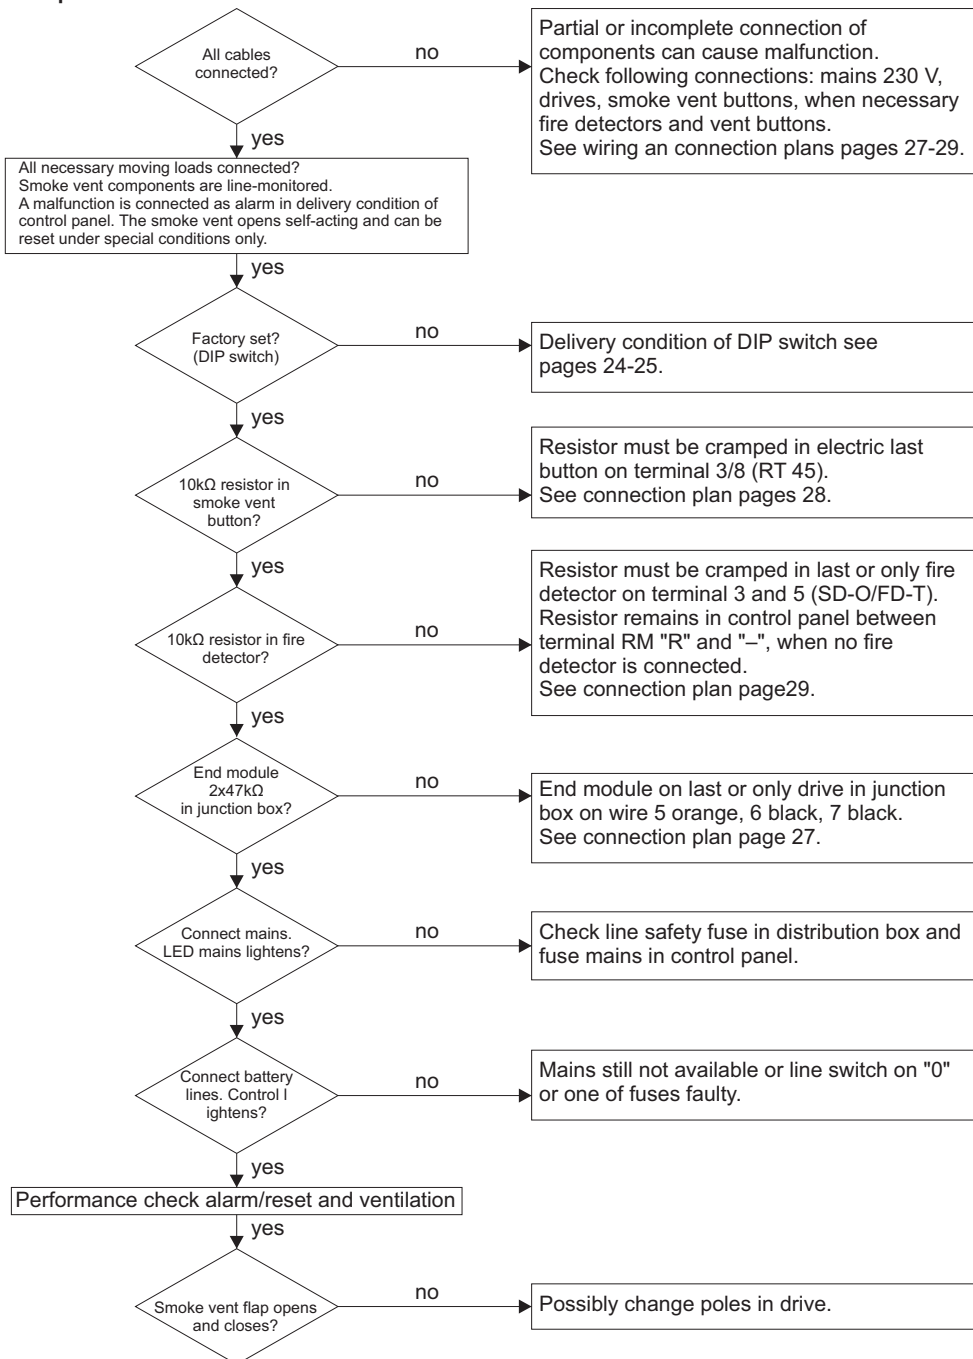 All cables
connected?
no
Partial or incomplete connection of
components can cause malfunction.
Check following connections: mains 230 V,
drives, smoke vent buttons, when necessary
fire detectors and vent buttons.
See wiring an connection plans pages 27-29.
yes
All necessary moving loads connected?
Smoke vent components are line-monitored.
A malfunction is connected as alarm in delivery condition of
control panel. The smoke vent opens self-acting and can be
reset under special conditions only.
yes
Factory set?
(DIP switch)
no
Delivery condition of DIP switch see
pages 24-25.
yes
10kΩ resistor in
smoke vent
button?
no
Resistor must be cramped in electric last
button on terminal 3/8 (RT 45).
See connection plan pages 28.
yes
10kΩ resistor in fire
detector?
no
Resistor must be cramped in last or only fire
detector on terminal 3 and 5 (SD-O/FD-T).
Resistor remains in control panel between
terminal RM "R" and "–", when no fire
detector is connected.
See connection plan page29.
yes
End module
2x47kΩ
in junction box?
no
End module on last or only drive in junction
box on wire 5 orange, 6 black, 7 black.
See connection plan page 27.
yes
Connect mains.
LED mains lightens?
no
Check line safety fuse in distribution box and
fuse mains in control panel.
yes
Connect battery
lines. Control l
ightens?
no
Mains still not available or line switch on "0"
or one of fuses faulty.
yes
Performance check alarm/reset and ventilation
yes
Smoke vent flap opens
and closes?
no
Possibly change poles in drive.